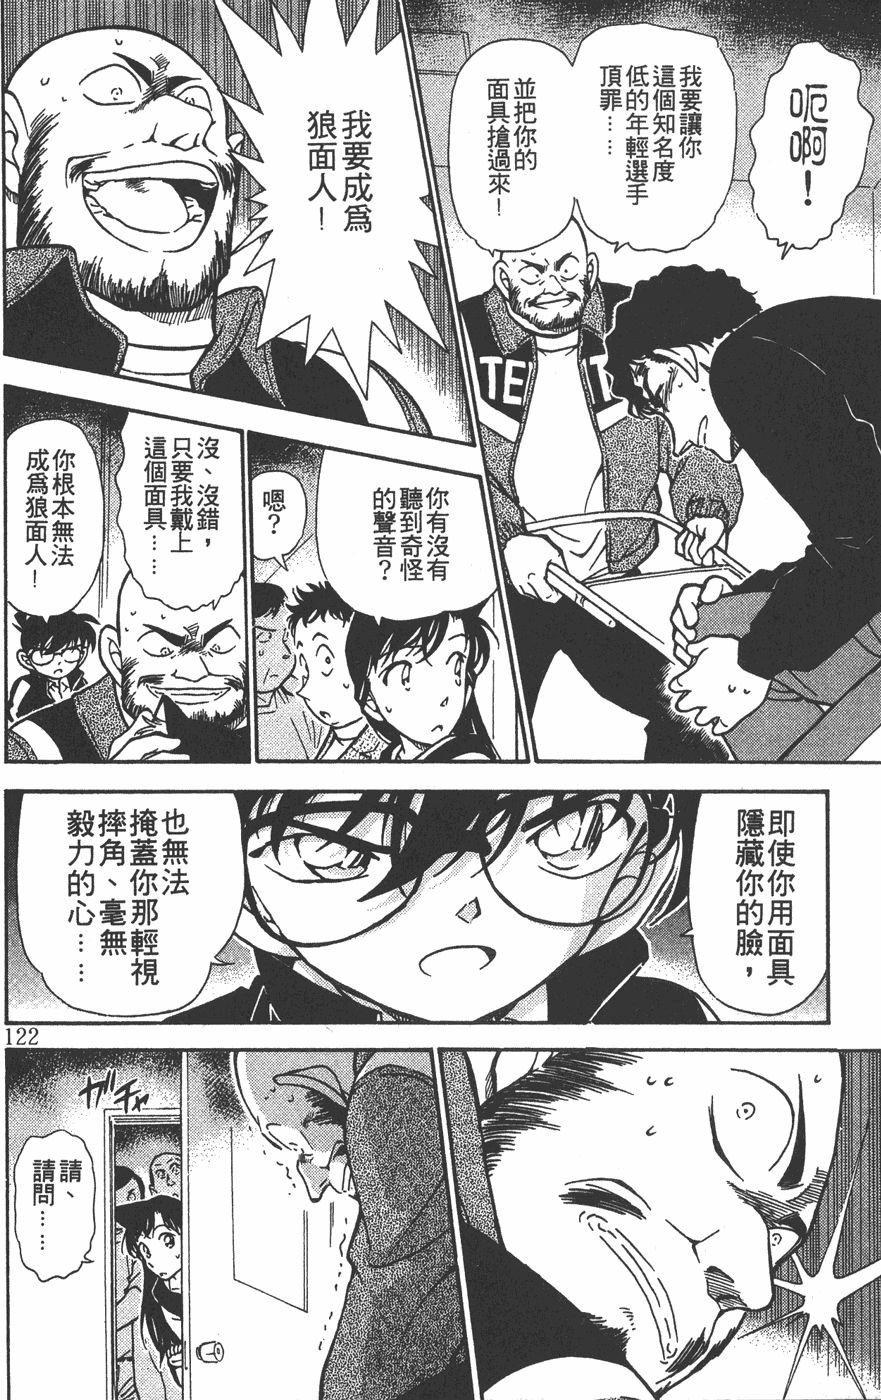 呃啊！
我要讓你
這個知名度
低的年輕選手
頂罪……
並把你的
面具搶過來！
TE
T
我要成爲
狼面人！
你有沒有
聽到奇怪
的聲音？
嗯？
沒、沒錯，
只要我戴上
這個面具……
你根本無法
成爲狼面人！
即使你用面具
隱藏你的臉，
也無法
掩蓋你那輕視
摔角、毫無
毅力的心……
122
ガチャ
請、
請問……